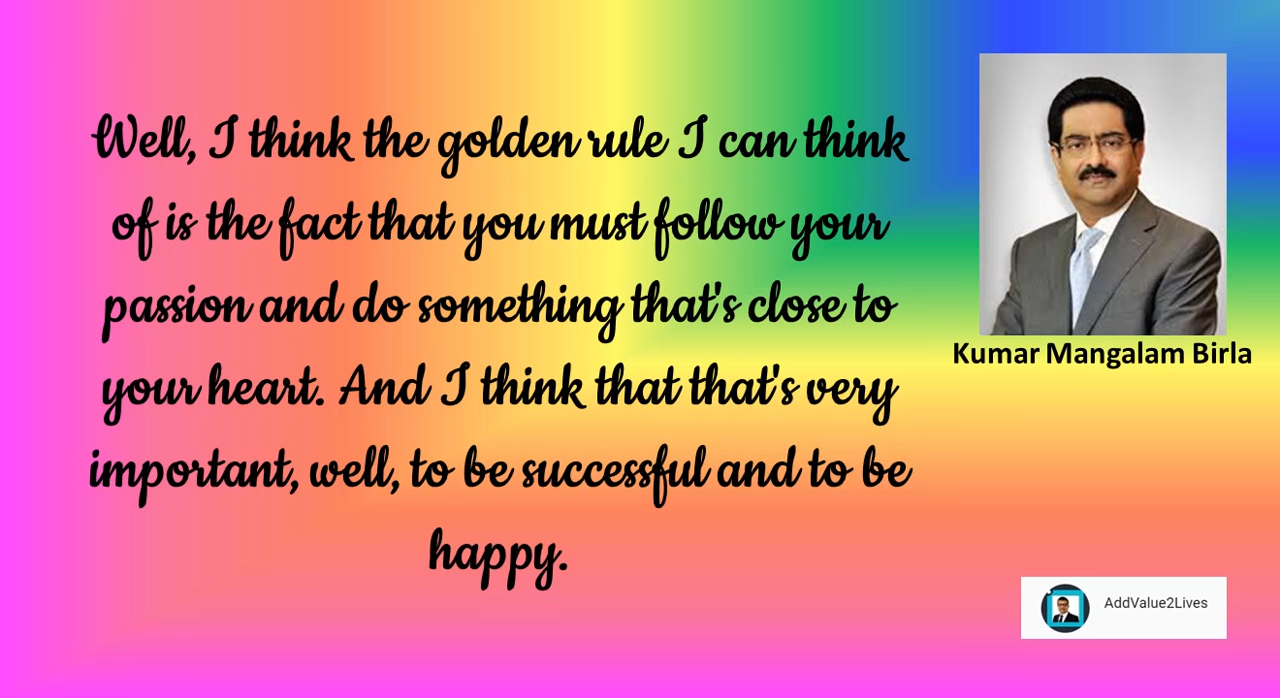 Well, I think the golden rule I can think
of is the fact that you must follow your
passion and do something that's close to
your heart. And I think that that's very
important, well, to be successful and to be
happy.
Kumar Mangalam Birla
AddValue2Lives